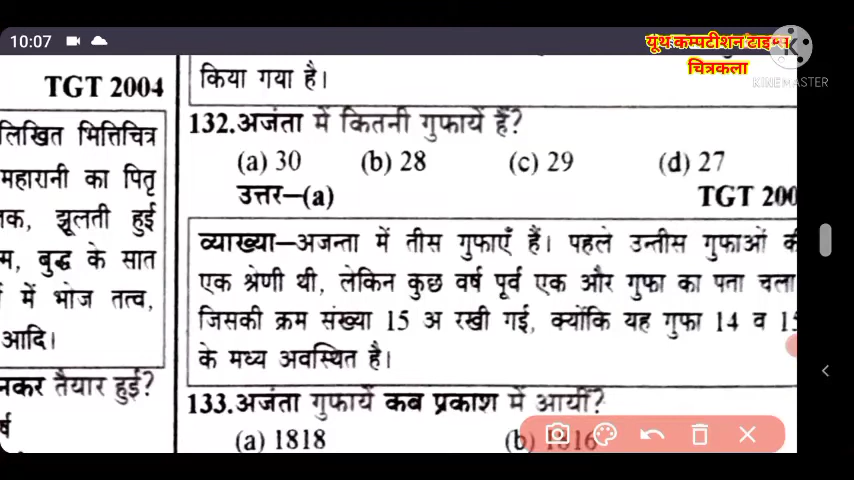 10:07
यूथ कम्पटीशन टाइम्स
चित्रकला
KINEMASTER
TGT 2004
लिखित भित्तिचित्र
महारानी का पितृ
तक, झूलती हुई
म, बुद्ध के सात
में भोज तत्व,
आदि।
नकर तैयार हुई?
र्ष
किया गया है।
132.अजंता में कितनी गुफायें हैं?
(a) 30 (b) 28 (c) 29 (d) 27
उत्तर–(a) TGT 200
व्याख्या–अजन्ता में तीस गुफाएँ हैं। पहले उन्तीस गुफाओं की
एक श्रेणी थी, लेकिन कुछ वर्ष पूर्व एक और गुफा का पता चला
जिसकी क्रम संख्या 15 अ रखी गई, क्योंकि यह गुफा 14 व 15
के मध्य अवस्थित है।
133.अजंता गुफायें कब प्रकाश में आयीं?
(a) 1818 (b) 1816